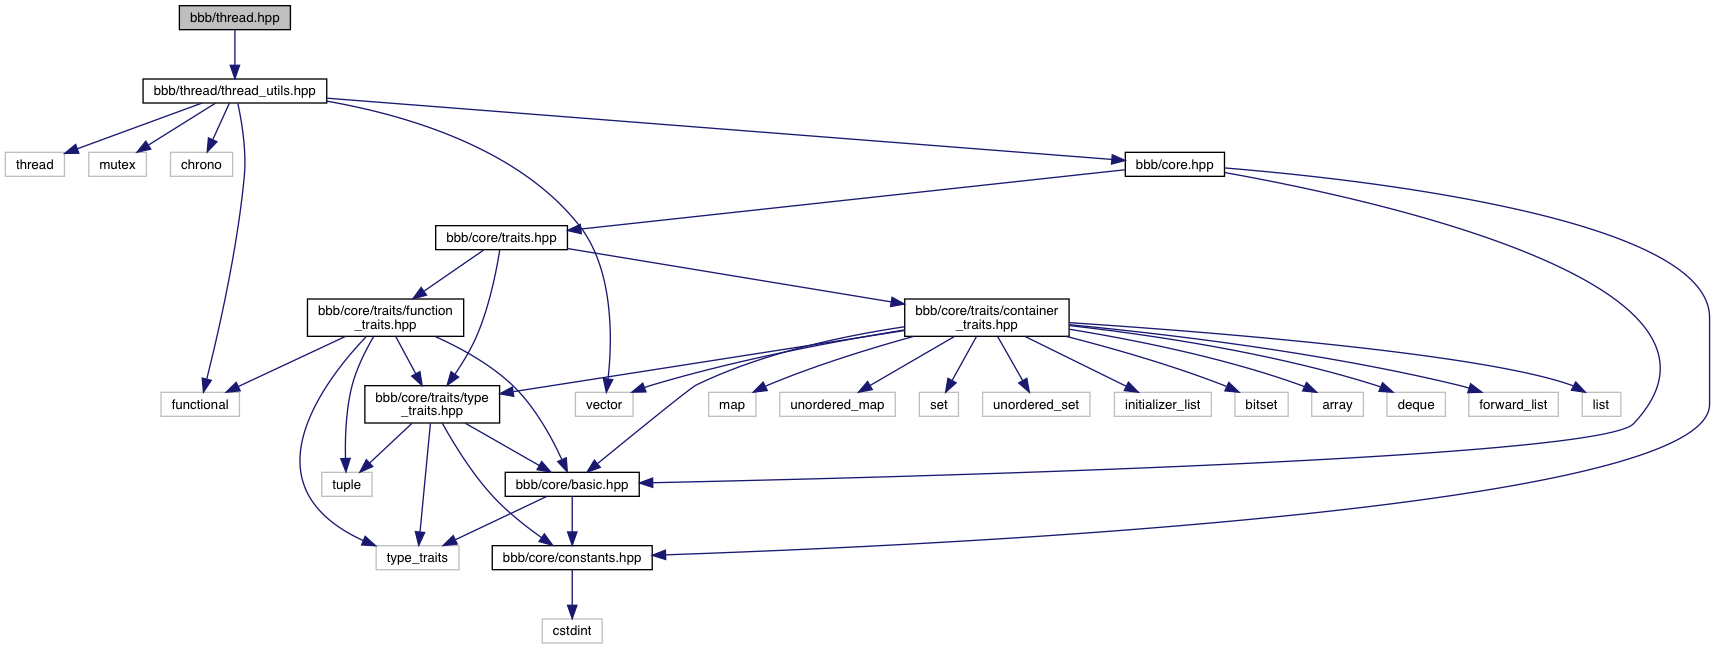 bbb/thread.hpp
bbb/thread/thread_utils.hpp
thread
mutex
chrono
bbb/core.hpp
bbb/core/traits.hpp
bbb/core/traits/function
_traits.hpp
bbb/core/traits/container
_traits.hpp
functional
bbb/core/traits/type
_traits.hpp
vector
map
unordered_map
set
unordered_set
initializer_list
bitset
array
deque
forward_list
list
tuple
bbb/core/basic.hpp
type_traits
bbb/core/constants.hpp
cstdint